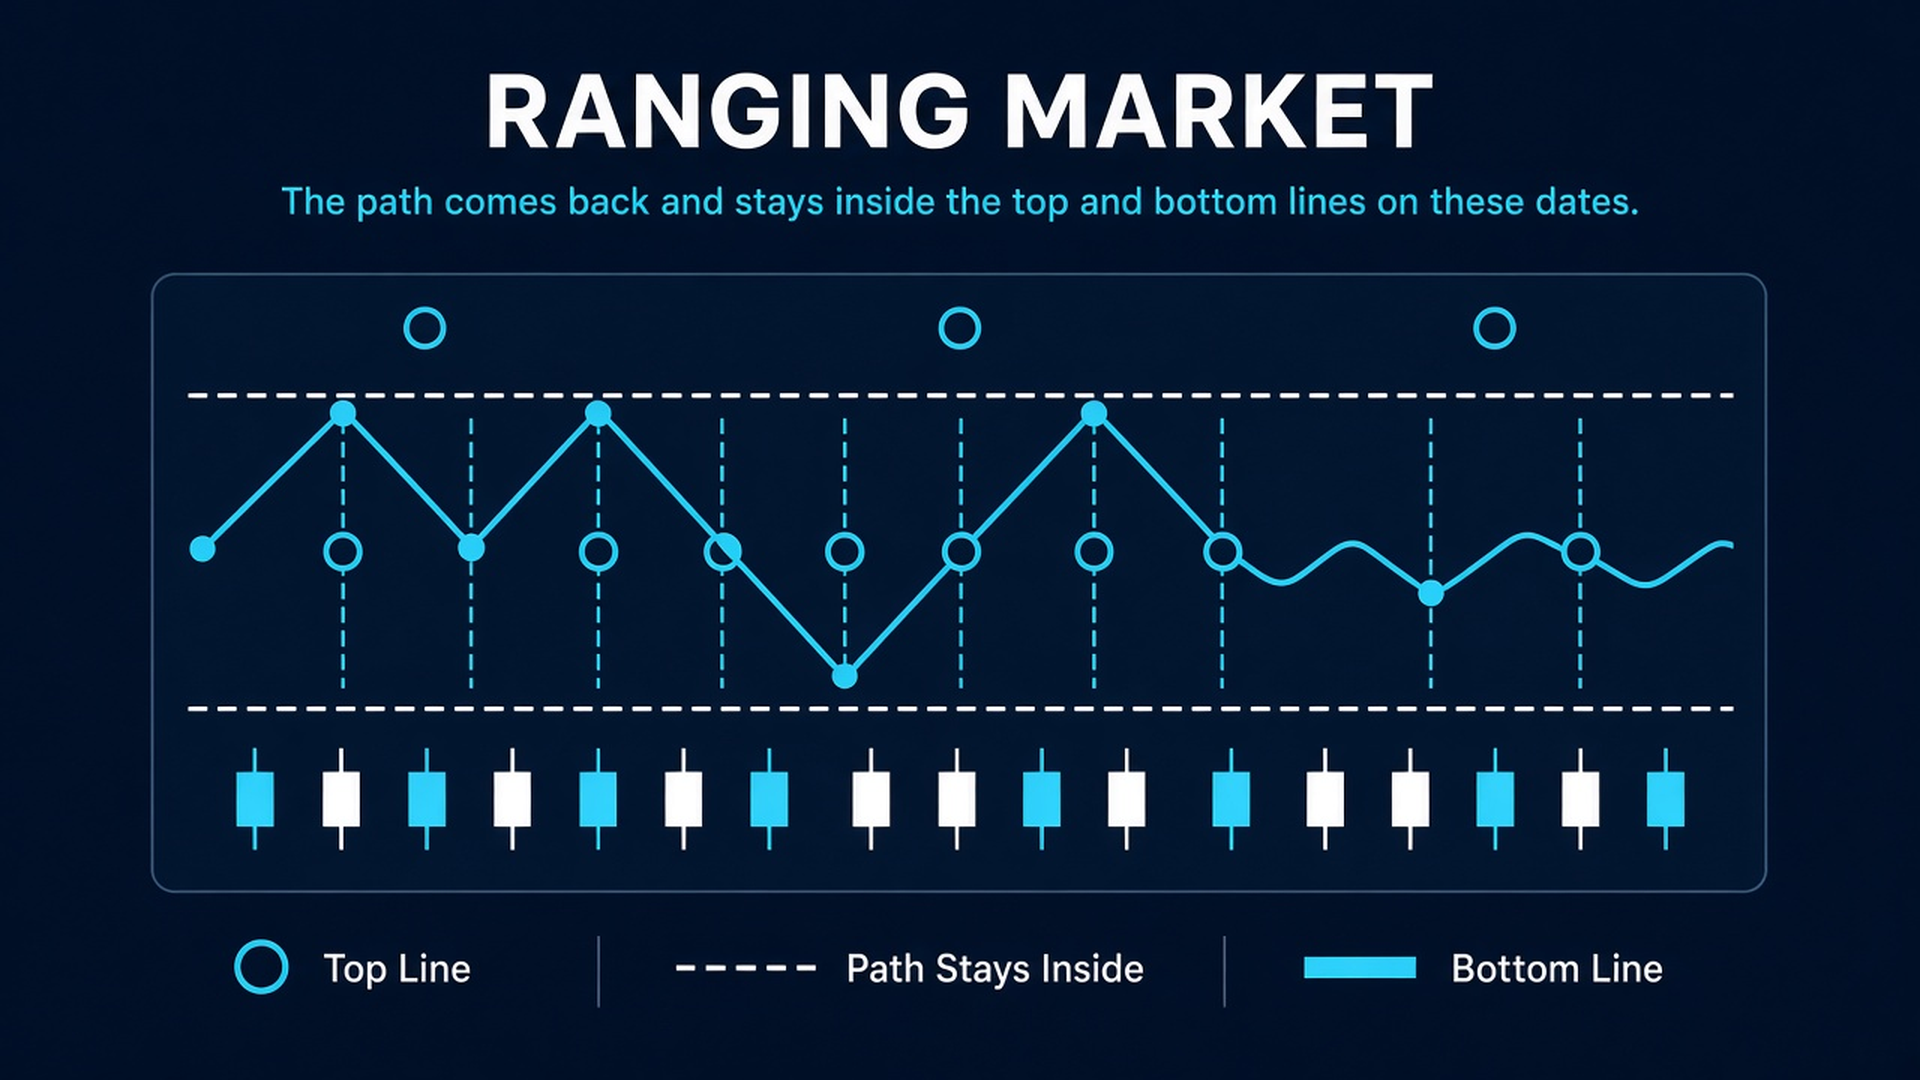 RANGING MARKET
The path comes back and stays inside the top and bottom lines on these dates.
Top Line
Path Stays Inside
Bottom Line